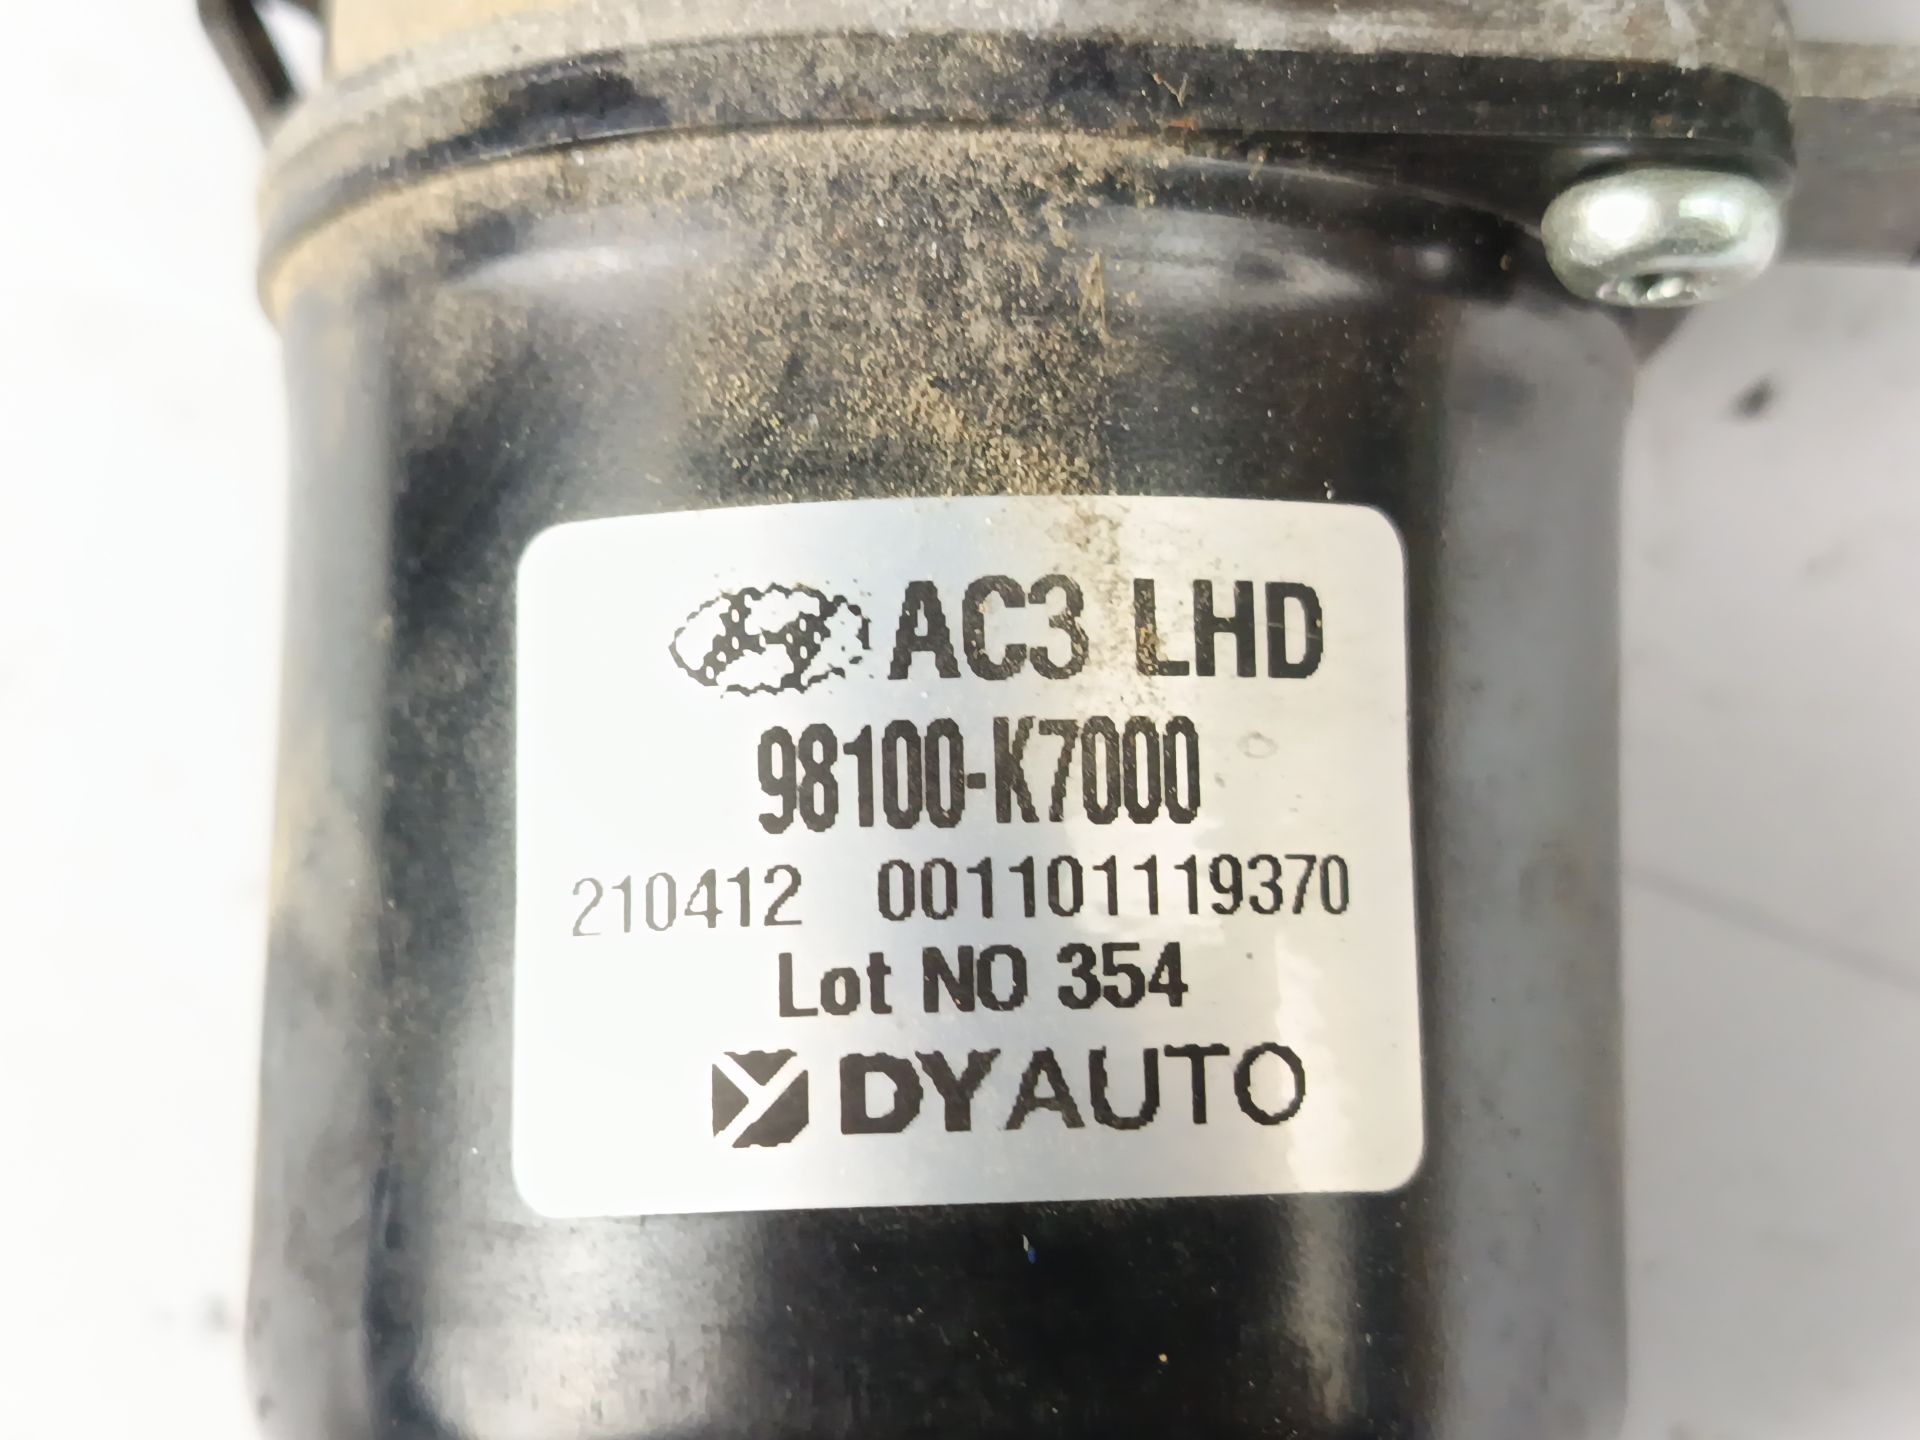 AC3 LHD
98100-K7000
210412 001101119370
Lot NO 354
DYAUTO